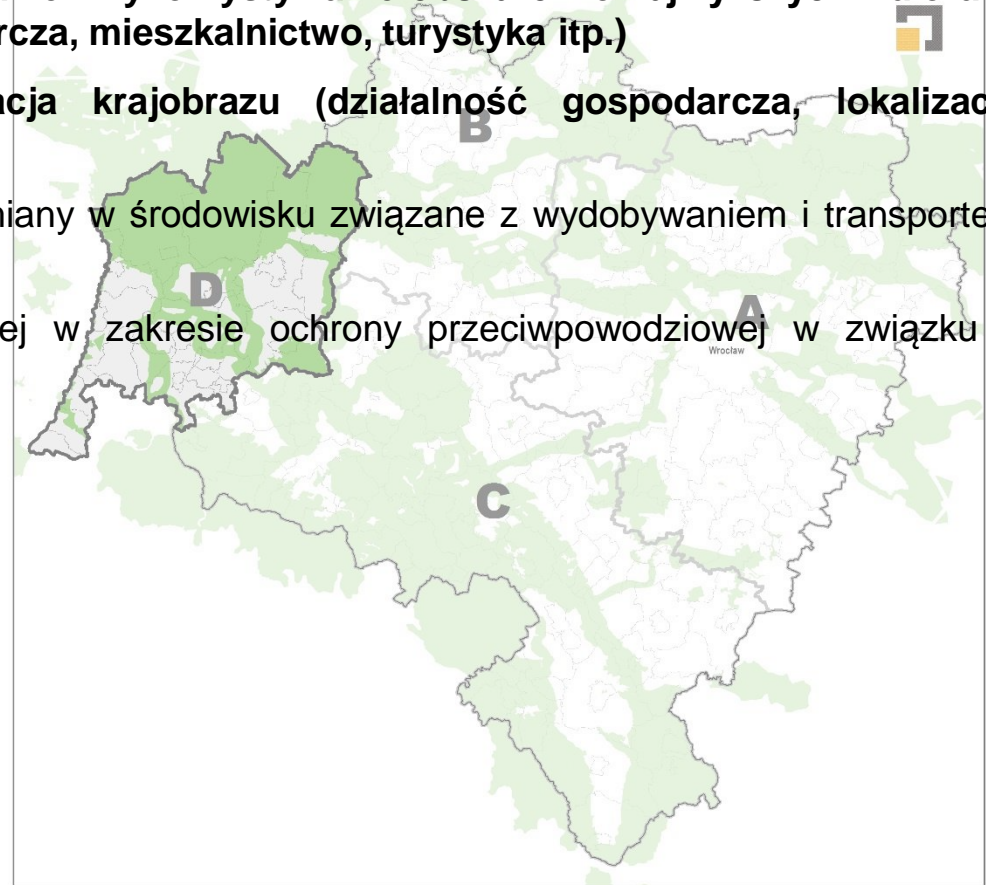 rcza, mieszkalnictwo, turystyka itp.)
acja krajobrazu (działalność gospodarcza, lokalizac
B
niany w środowisku związane z wydobywaniem i transporte
D
A
ej w zakresie ochrony przeciwpowodziowej w związku
Wrocław
C